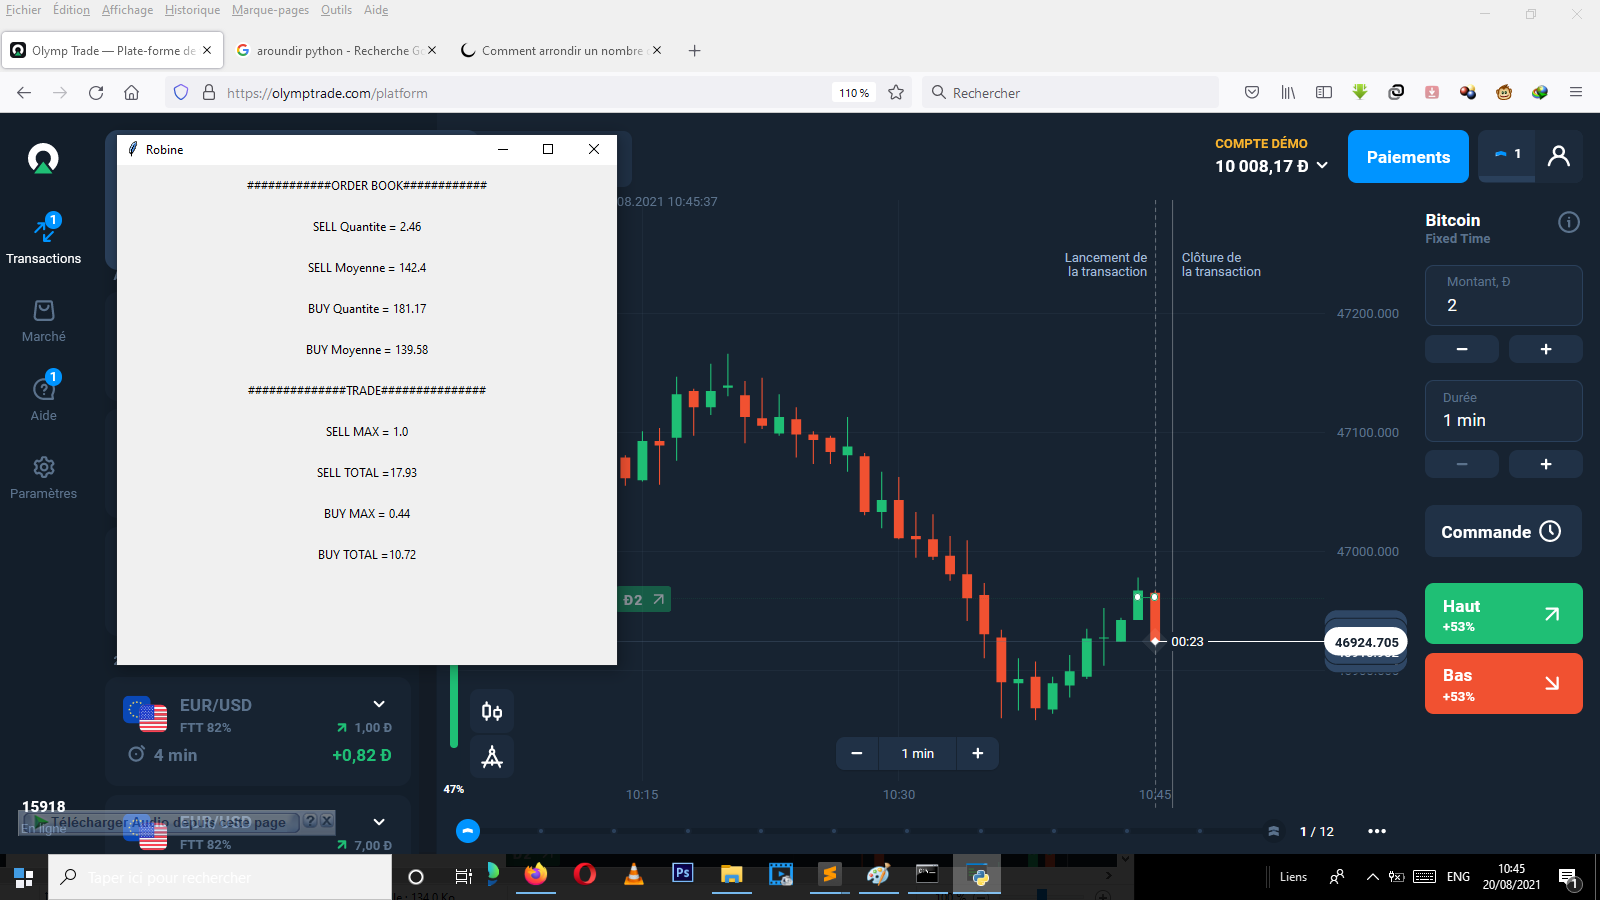 Fichier Édition Affichage Historique Marque-pages Outils Aide
Olymp Trade — Plate-forme de
aroundir python - Recherche Go
Comment arrondir un nombre
https://olymptrade.com/platform
110 %
Rechercher
Robine
############ORDER BOOK############
SELL Quantite = 2.46
SELL Moyenne = 142.4
BUY Quantite = 181.17
BUY Moyenne = 139.58
##############TRADE###############
SELL MAX = 1.0
SELL TOTAL =17.93
BUY MAX = 0.44
BUY TOTAL =10.72
1
Transactions
Marché
1
Aide
Paramètres
15918
En ligne
Télécharger Audio depuis cette page
?
EUR/USD
FTT 82%
1,00 Đ
4 min
+0,82 Đ
EUR/USD
FTT 82%
7,00 Đ
08.2021 10:45:37
COMPTE DÉMO
10 008,17 Đ
Paiements
1
Lancement de
la transaction
Clôture de
la transaction
47200.000
47100.000
47000.000
Đ2
00:23
46924.705
47%
1 min
10:15
10:30
10:45
1 / 12
Bitcoin
Fixed Time
Montant, Đ
2
Durée
1 min
Commande
Haut
+53%
Bas
+53%
Taper ici pour rechercher
Ps
Liens
ENG
10:45
20/08/2021
1